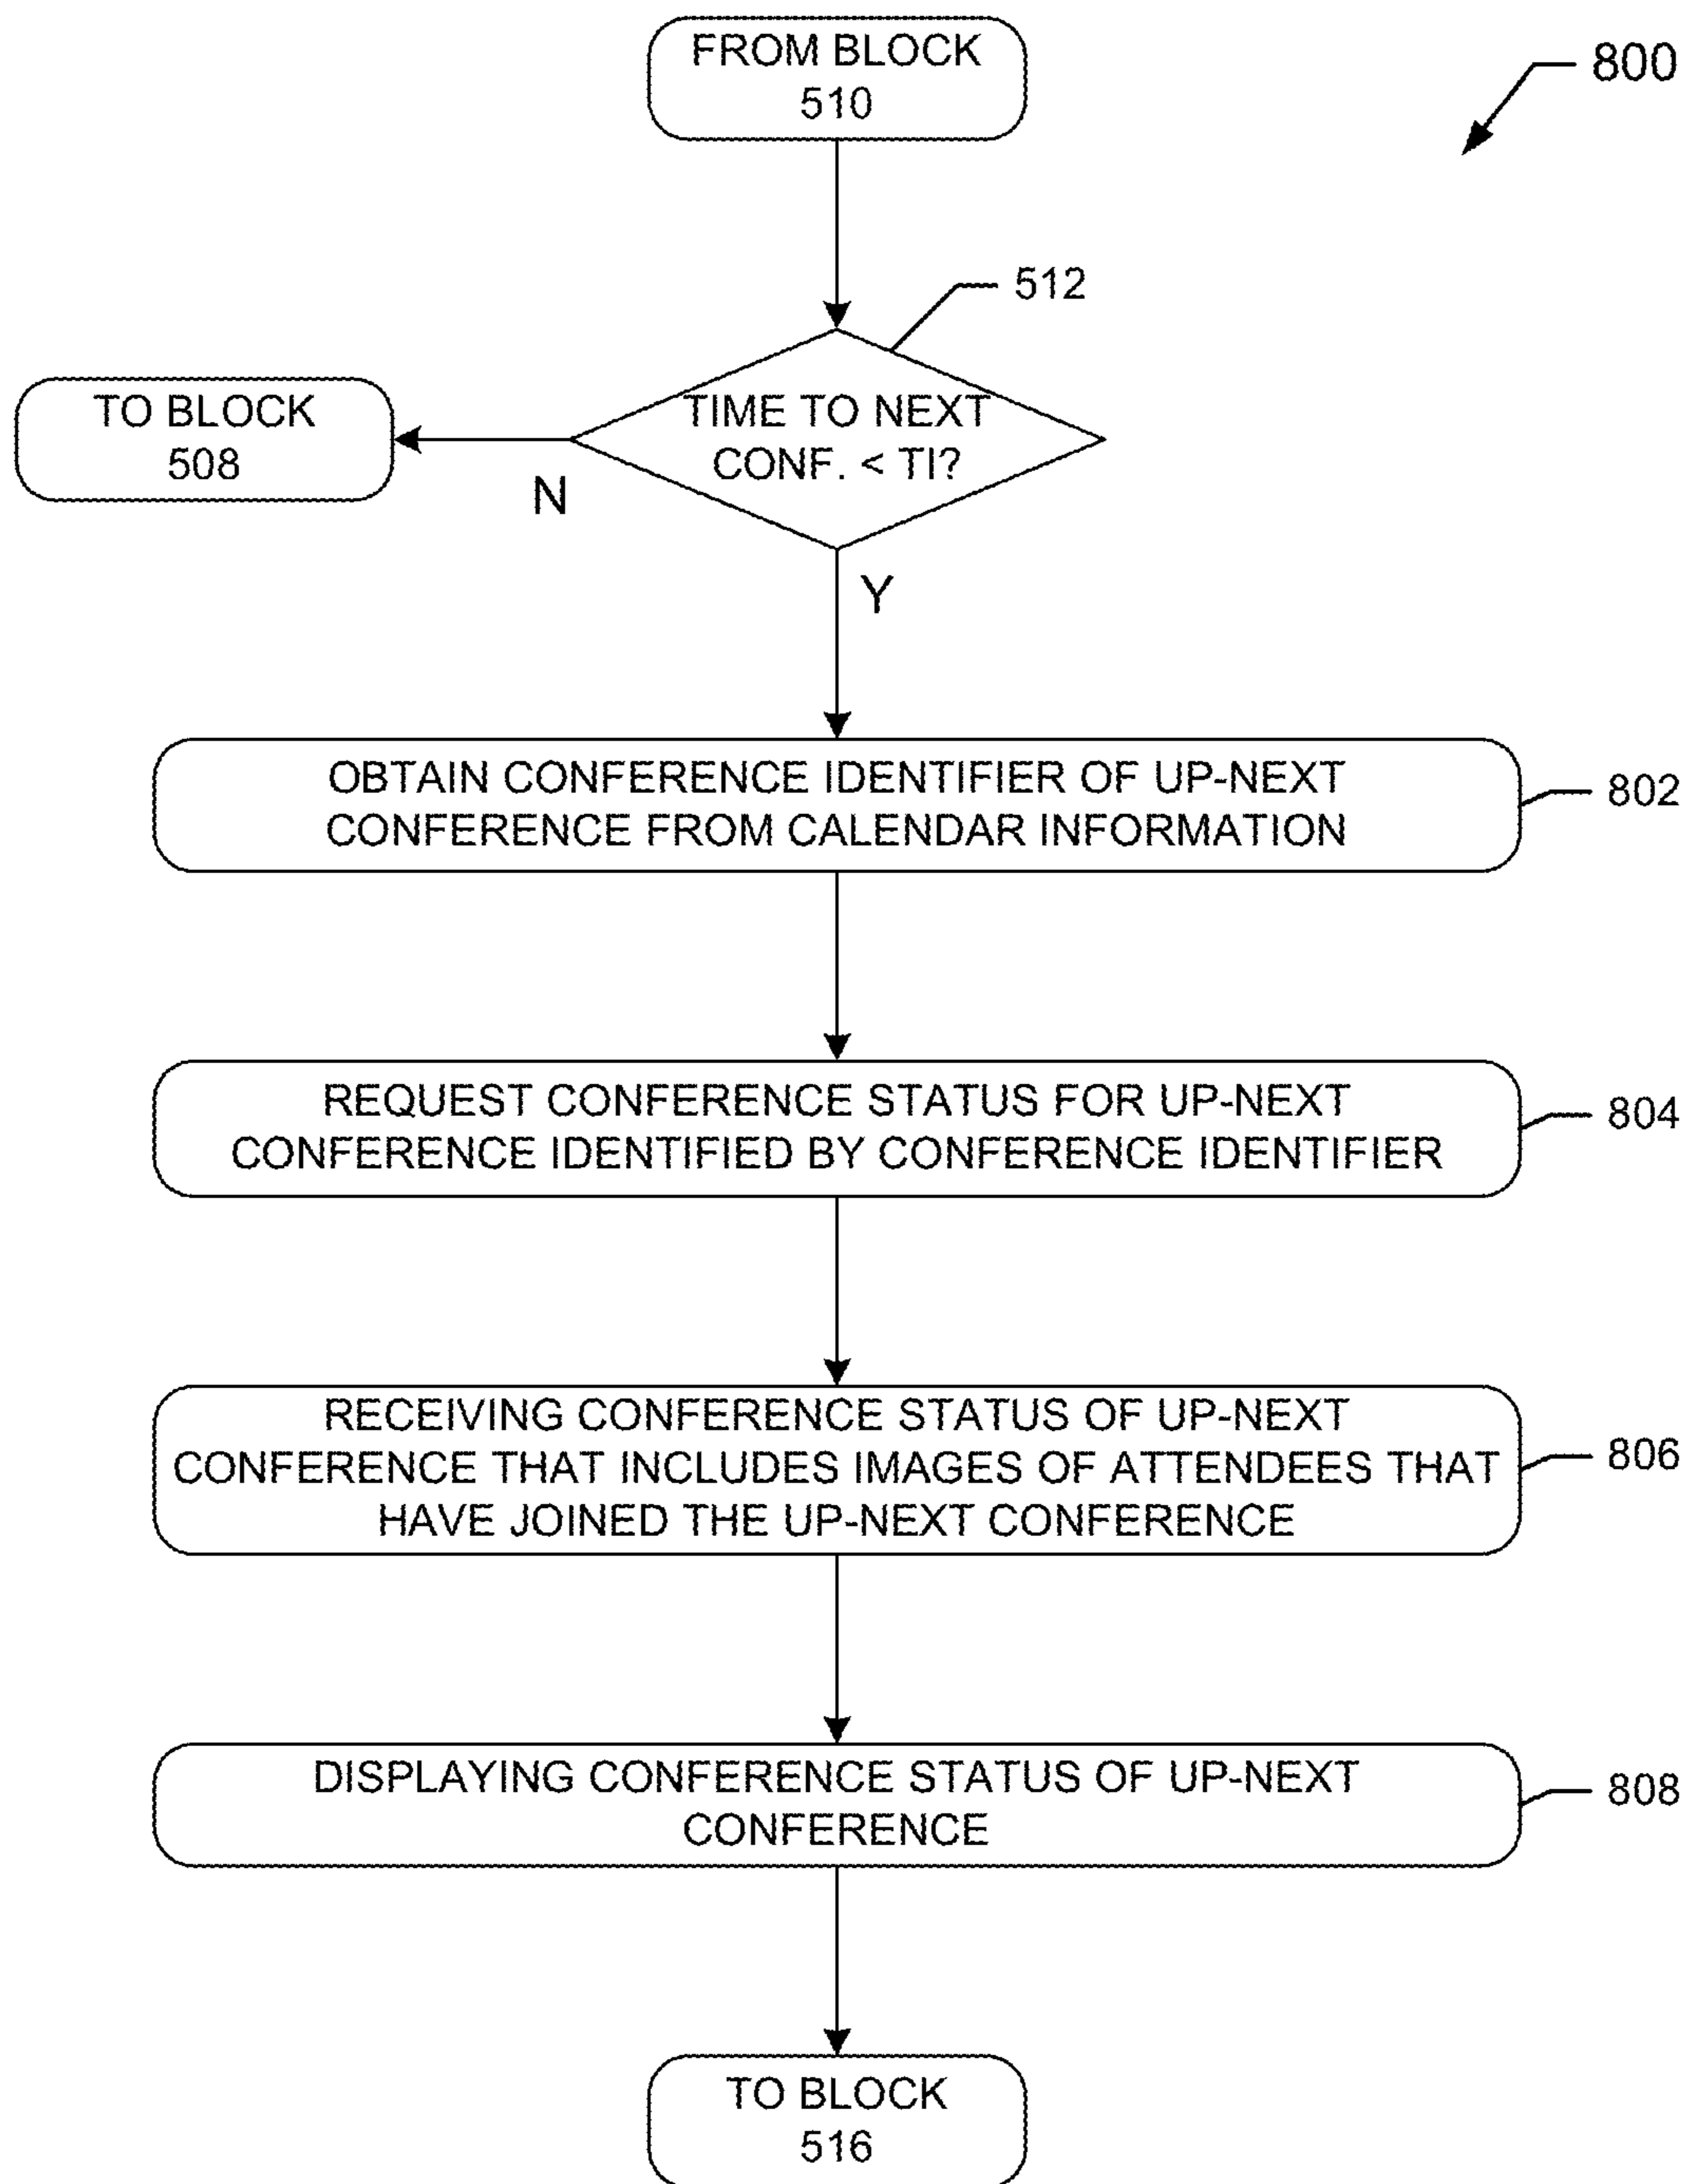 FROM BLOCK
510
800
512
TIME TO NEXT
CONF. < TI?
TO BLOCK
508
N
Y
OBTAIN CONFERENCE IDENTIFIER OF UP-NEXT
CONFERENCE FROM CALENDAR INFORMATION
802
REQUEST CONFERENCE STATUS FOR UP-NEXT
CONFERENCE IDENTIFIED BY CONFERENCE IDENTIFIER
804
RECEIVING CONFERENCE STATUS OF UP-NEXT
CONFERENCE THAT INCLUDES IMAGES OF ATTENDEES THAT
HAVE JOINED THE UP-NEXT CONFERENCE
806
DISPLAYING CONFERENCE STATUS OF UP-NEXT
CONFERENCE
808
TO BLOCK
516